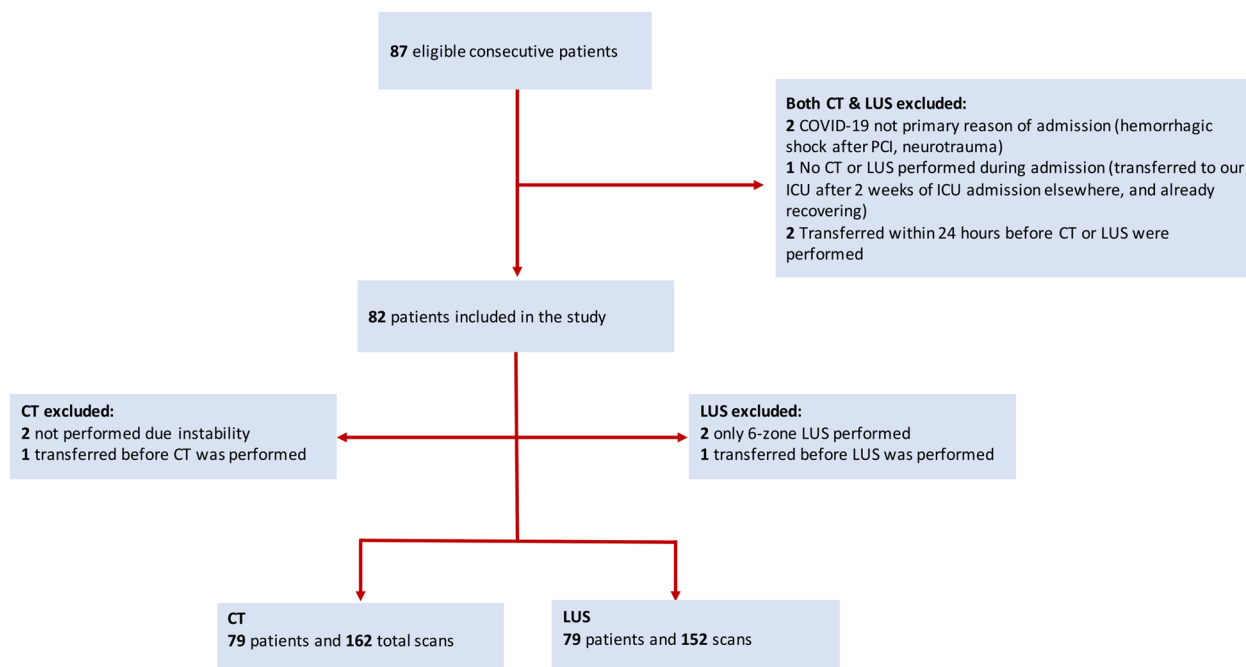 87 eligible consecutive patients
Both CT & LUS excluded:
2 COVID-19 not primary reason of admission (hemorrhagic
shock after PCI, neurotrauma)
1 No CT or LUS performed during admission (transferred to our
ICU after 2 weeks of ICU admission elsewhere, and already
recovering)
2 Transferred within 24 hours before CT or LUS were
performed
82 patients included in the study
CT excluded:
2 not performed due instability
1 transferred before CT was performed
LUS excluded:
2 only 6-zone LUS performed
1 transferred before LUS was performed
CT
79 patients and 162 total scans
LUS
79 patients and 152 scans